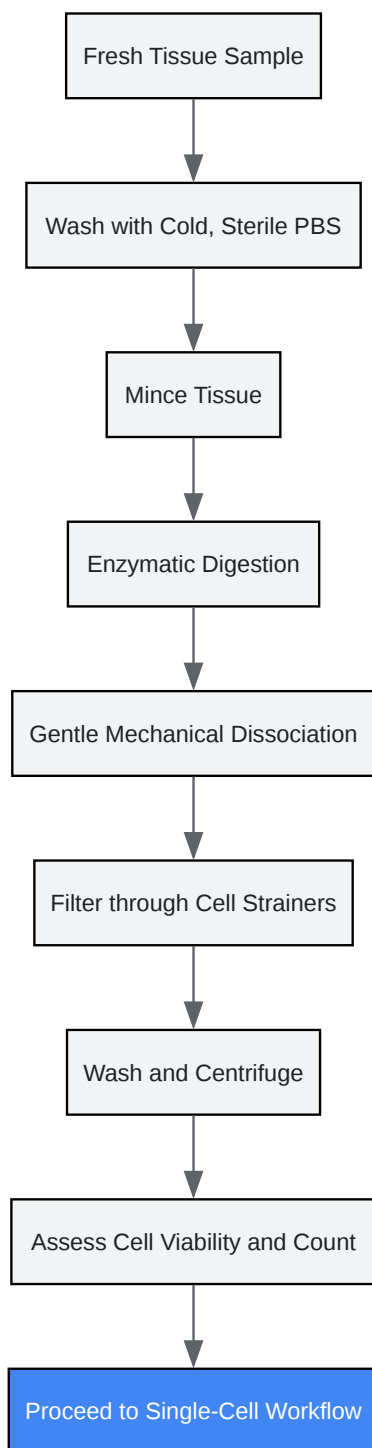 Fresh Tissue Sample
Wash with Cold, Sterile PBS
Mince Tissue
Enzymatic Digestion
Gentle Mechanical Dissociation
Filter through Cell Strainers
Wash and Centrifuge
Assess Cell Viability and Count
Proceed to Single-Cell Workflow